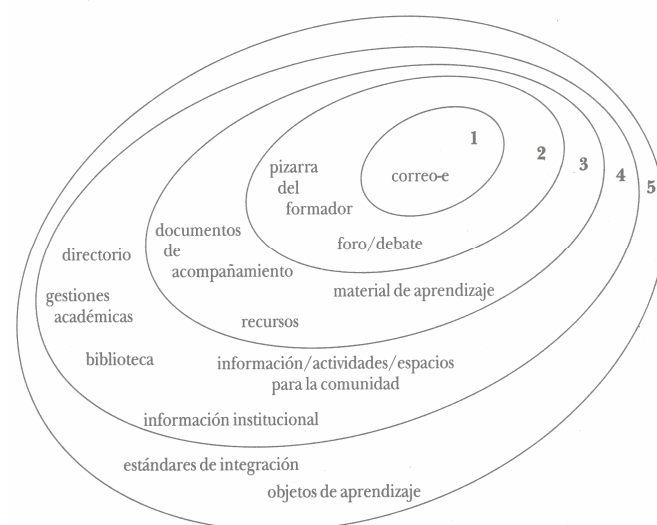 1
correo-e
2
pizarra
del
formador
foro/debate
3
documentos
de
acompañamiento
material de aprendizaje
recursos
4
directorio
gestiones
académicas
biblioteca
información/actividades/espacios
para la comunidad
información institucional
5
estándares de integración
objetos de aprendizaje